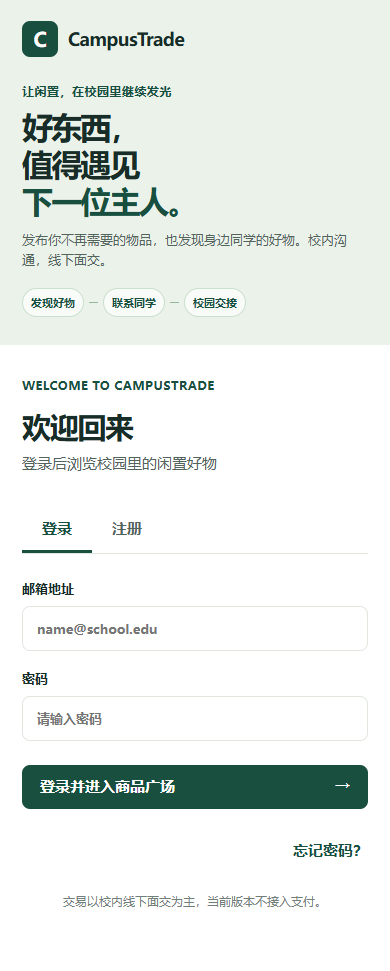 C CampusTrade
让闲置，在校园里继续发光
好东西，
值得遇见
下一位主人。
发布你不再需要的物品，也发现身边同学的好物。校内沟
通，线下面交。
发现好物 — 联系同学 — 校园交接
WELCOME TO CAMPUSTRADE
欢迎回来
登录后浏览校园里的闲置好物
登录 注册
邮箱地址
name@school.edu
密码
请输入密码
登录并进入商品广场 →
忘记密码?
交易以校内线下面交为主，当前版本不接入支付。